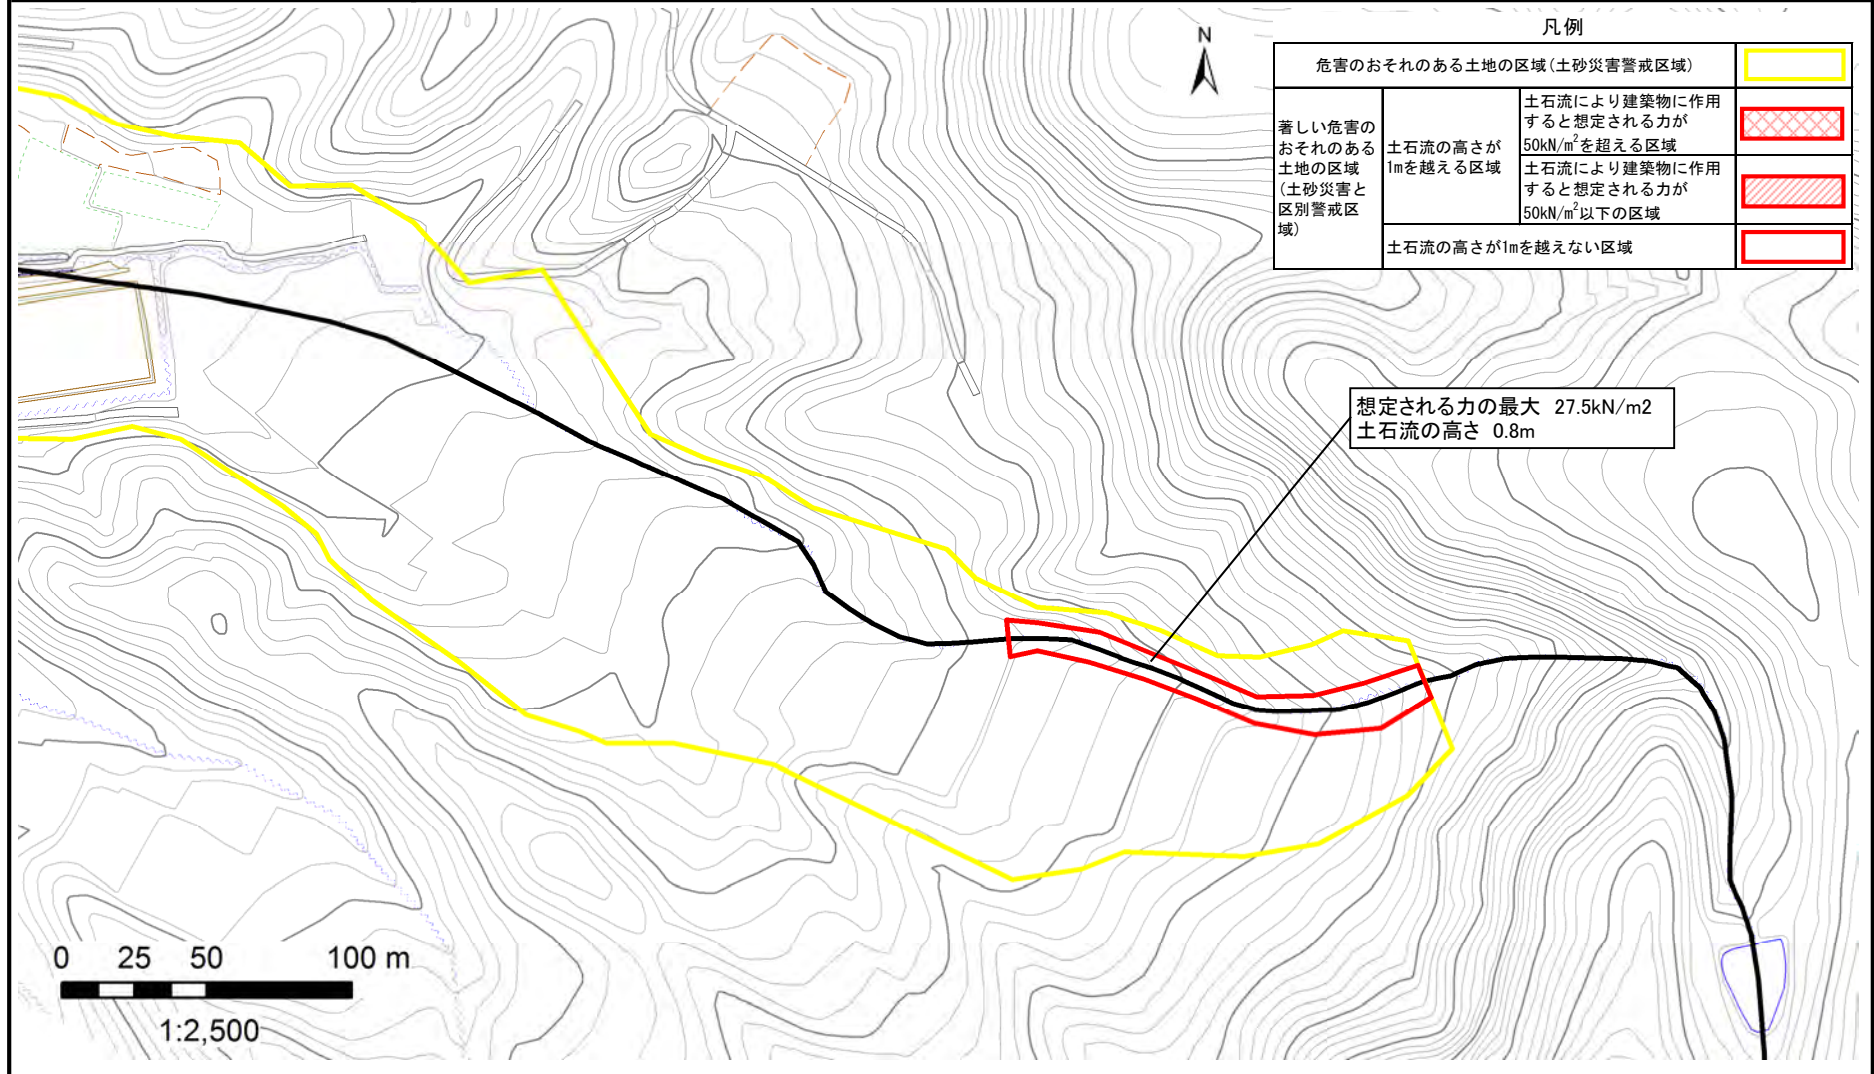 凡例
N
危害のおそれのある土地の区域(土砂災害警戒区域)
著しい危害の
おそれのある
土地の区域
(土砂災害と
区別警戒区
域)
土石流の高さが
1mを越える区域
土石流により建築物に作用
すると想定される力が
50kN/m²を超える区域
土石流により建築物に作用
すると想定される力が
50kN/m²以下の区域
土石流の高さが1mを越えない区域
想定される力の最大 27.5kN/m2
土石流の高さ 0.8m
0 25 50 100 m
1:2,500